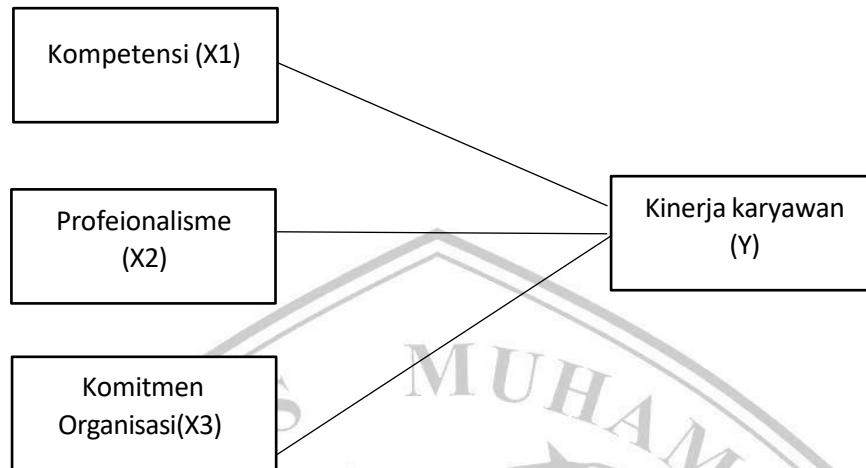 Kompetensi (X1)
Profeionalisme
(X2)
Kinerja karyawan
(Y)
Komitmen
Organisasi(X3)
S MUHAM